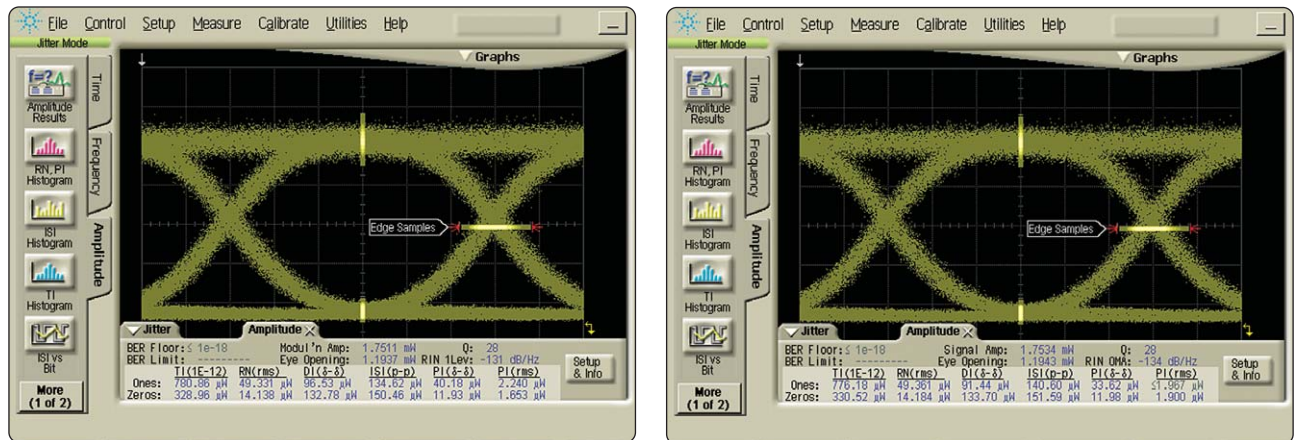 File Control Setup Measure Calibrate Utilities Help
Jitter Mode
Graphs
f=?
Amplitude
Results
RN, PI
Histogram
ISI
Histogram
TI
Histogram
ISI vs
Bit
More
(1 of 2)
Time
Frequency
Amplitude
Edge Samples
Jitter Amplitude
BER Floor:≤ 1e-18 Modul'n Amp: 1.7511 mW Q: 28
BER Limit: --------- Eye Opening: 1.1937 mW RIN 1Lev: -131 dB/Hz
TI(1E-12) RN(rms) DI(δ-δ) ISI(p-p) PI(δ-δ) PI(rms)
Ones: 780.86 µW 49.331 µW 96.53 µW 134.62 µW 40.18 µW 2.240 µW
Zeros: 328.96 µW 14.138 µW 132.78 µW 150.46 µW 11.93 µW 1.653 µW
Setup
& Info
File Control Setup Measure Calibrate Utilities Help
Jitter Mode
Graphs
f=?
Amplitude
Results
RN, PI
Histogram
ISI
Histogram
TI
Histogram
ISI vs
Bit
More
(1 of 2)
Time
Frequency
Amplitude
Edge Samples
Jitter Amplitude
BER Floor:≤ 1e-18 Signal Amp: 1.7534 mW Q: 28
BER Limit: --------- Eye Opening: 1.1943 mW RIN OMA: -134 dB/Hz
TI(1E-12) RN(rms) DI(δ-δ) ISI(p-p) PI(δ-δ) PI(rms)
Ones: 776.18 µW 49.361 µW 91.44 µW 140.60 µW 33.62 µW ≤1.967 µW
Zeros: 330.52 µW 14.184 µW 133.70 µW 151.59 µW 11.98 µW 1.900 µW
Setup
& Info